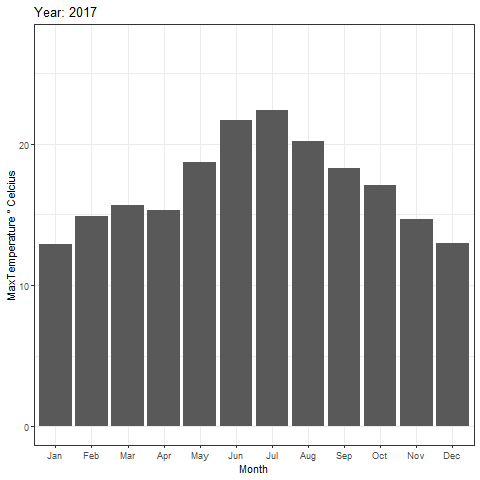 Year: 2017
MaxTemperature " Celcius
20
10
0
Jan Feb Mar Apr May Jun Jul Aug Sep Oct Nov Dec
Month